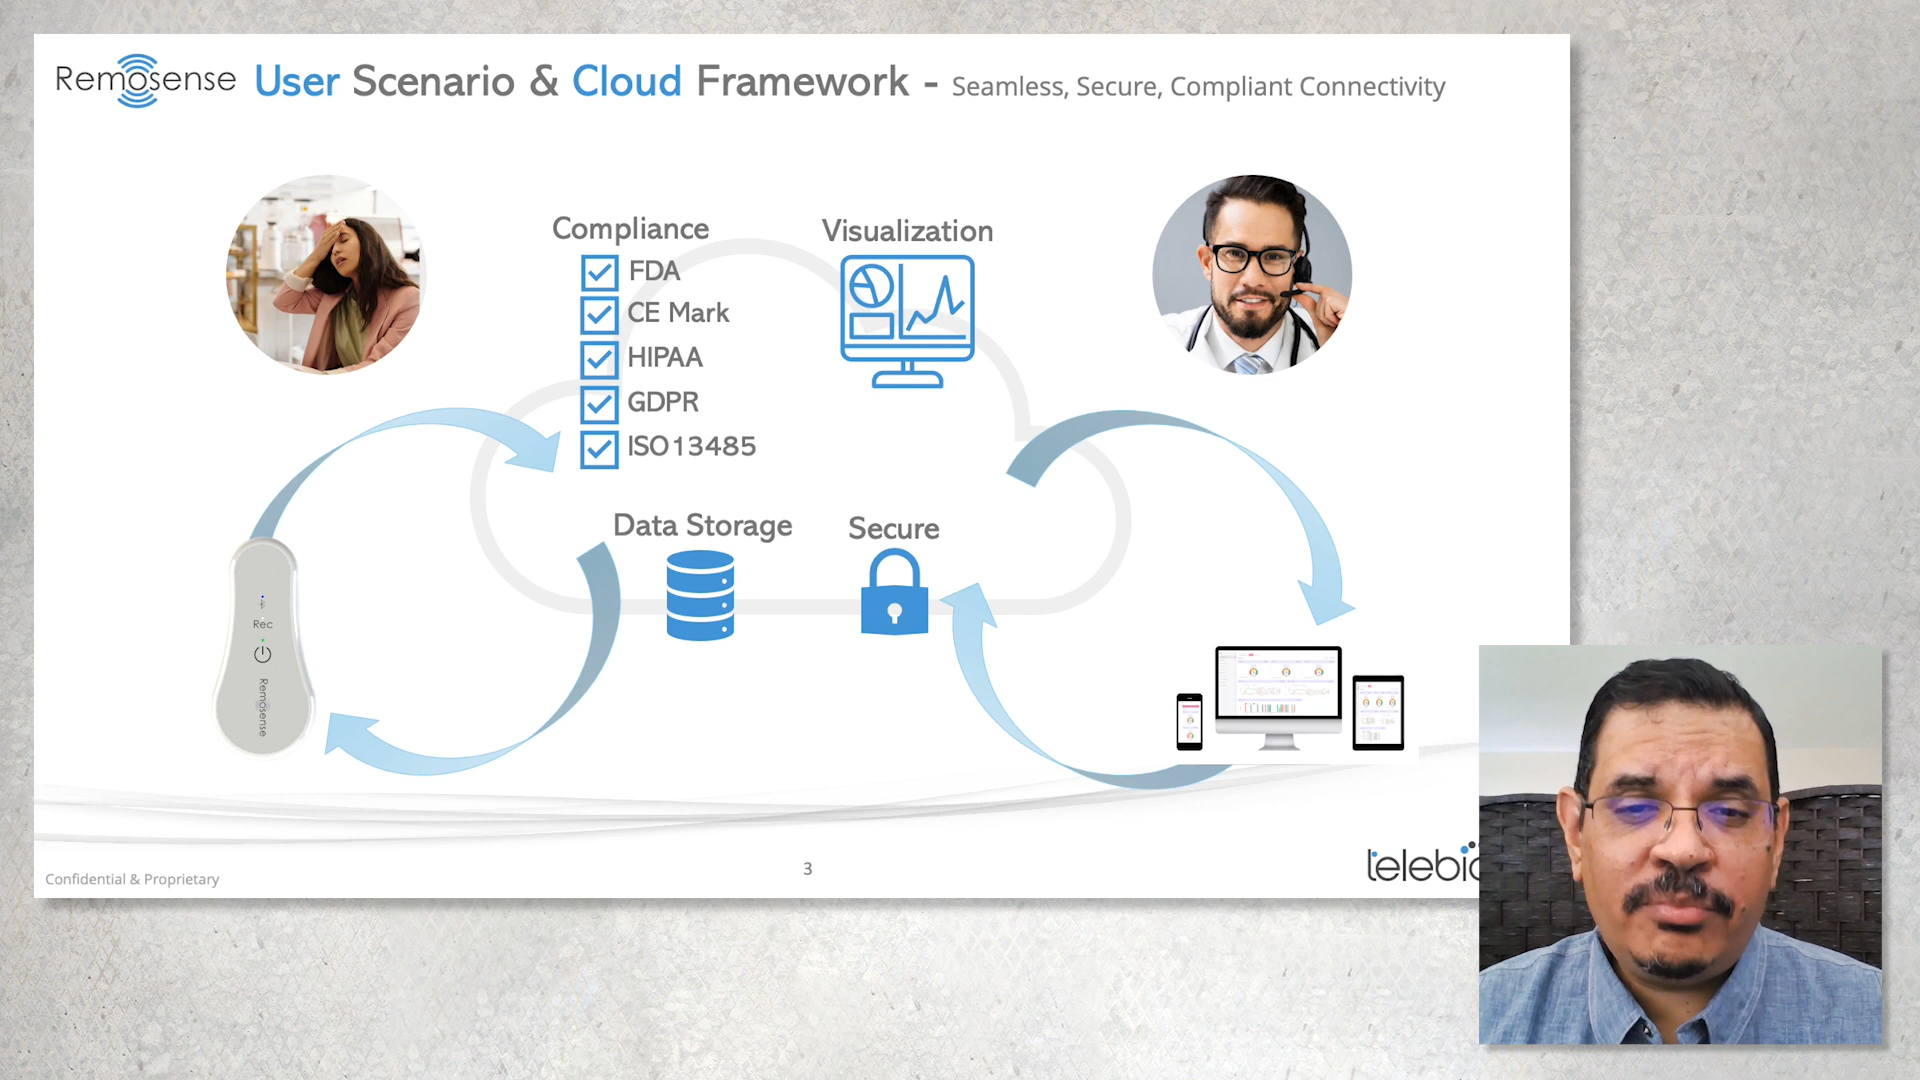 Remosense User Scenario & Cloud Framework - Seamless, Secure, Compliant Connectivity
Compliance
FDA
CE Mark
HIPAA
GDPR
ISO13485
Visualization
Data Storage
Secure
Rec
Remosense
Confidential & Proprietary
3
telebio